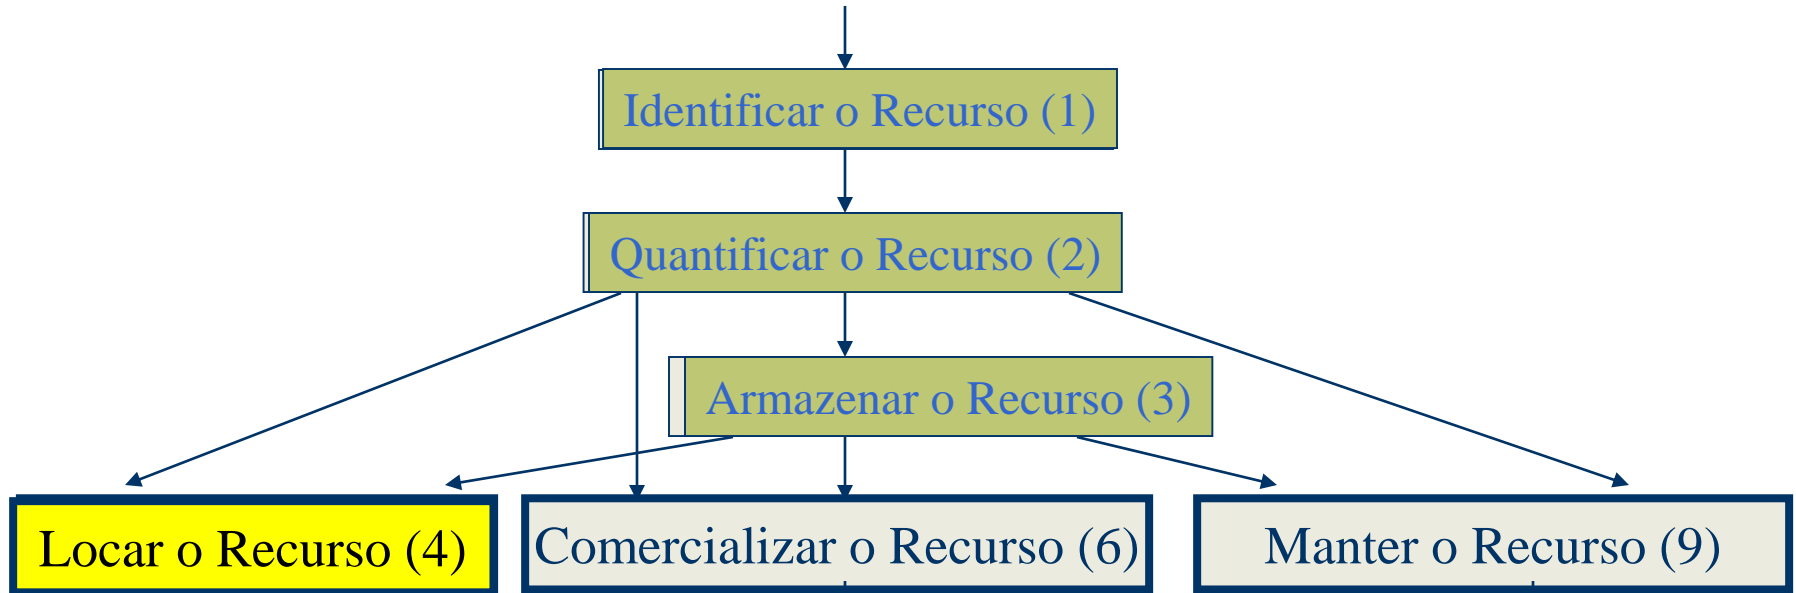 Identificar o Recurso (1)
Quantificar o Recurso (2)
Armazenar o Recurso (3)
Locar o Recurso (4)
Comercializar o Recurso (6)
Manter o Recurso (9)